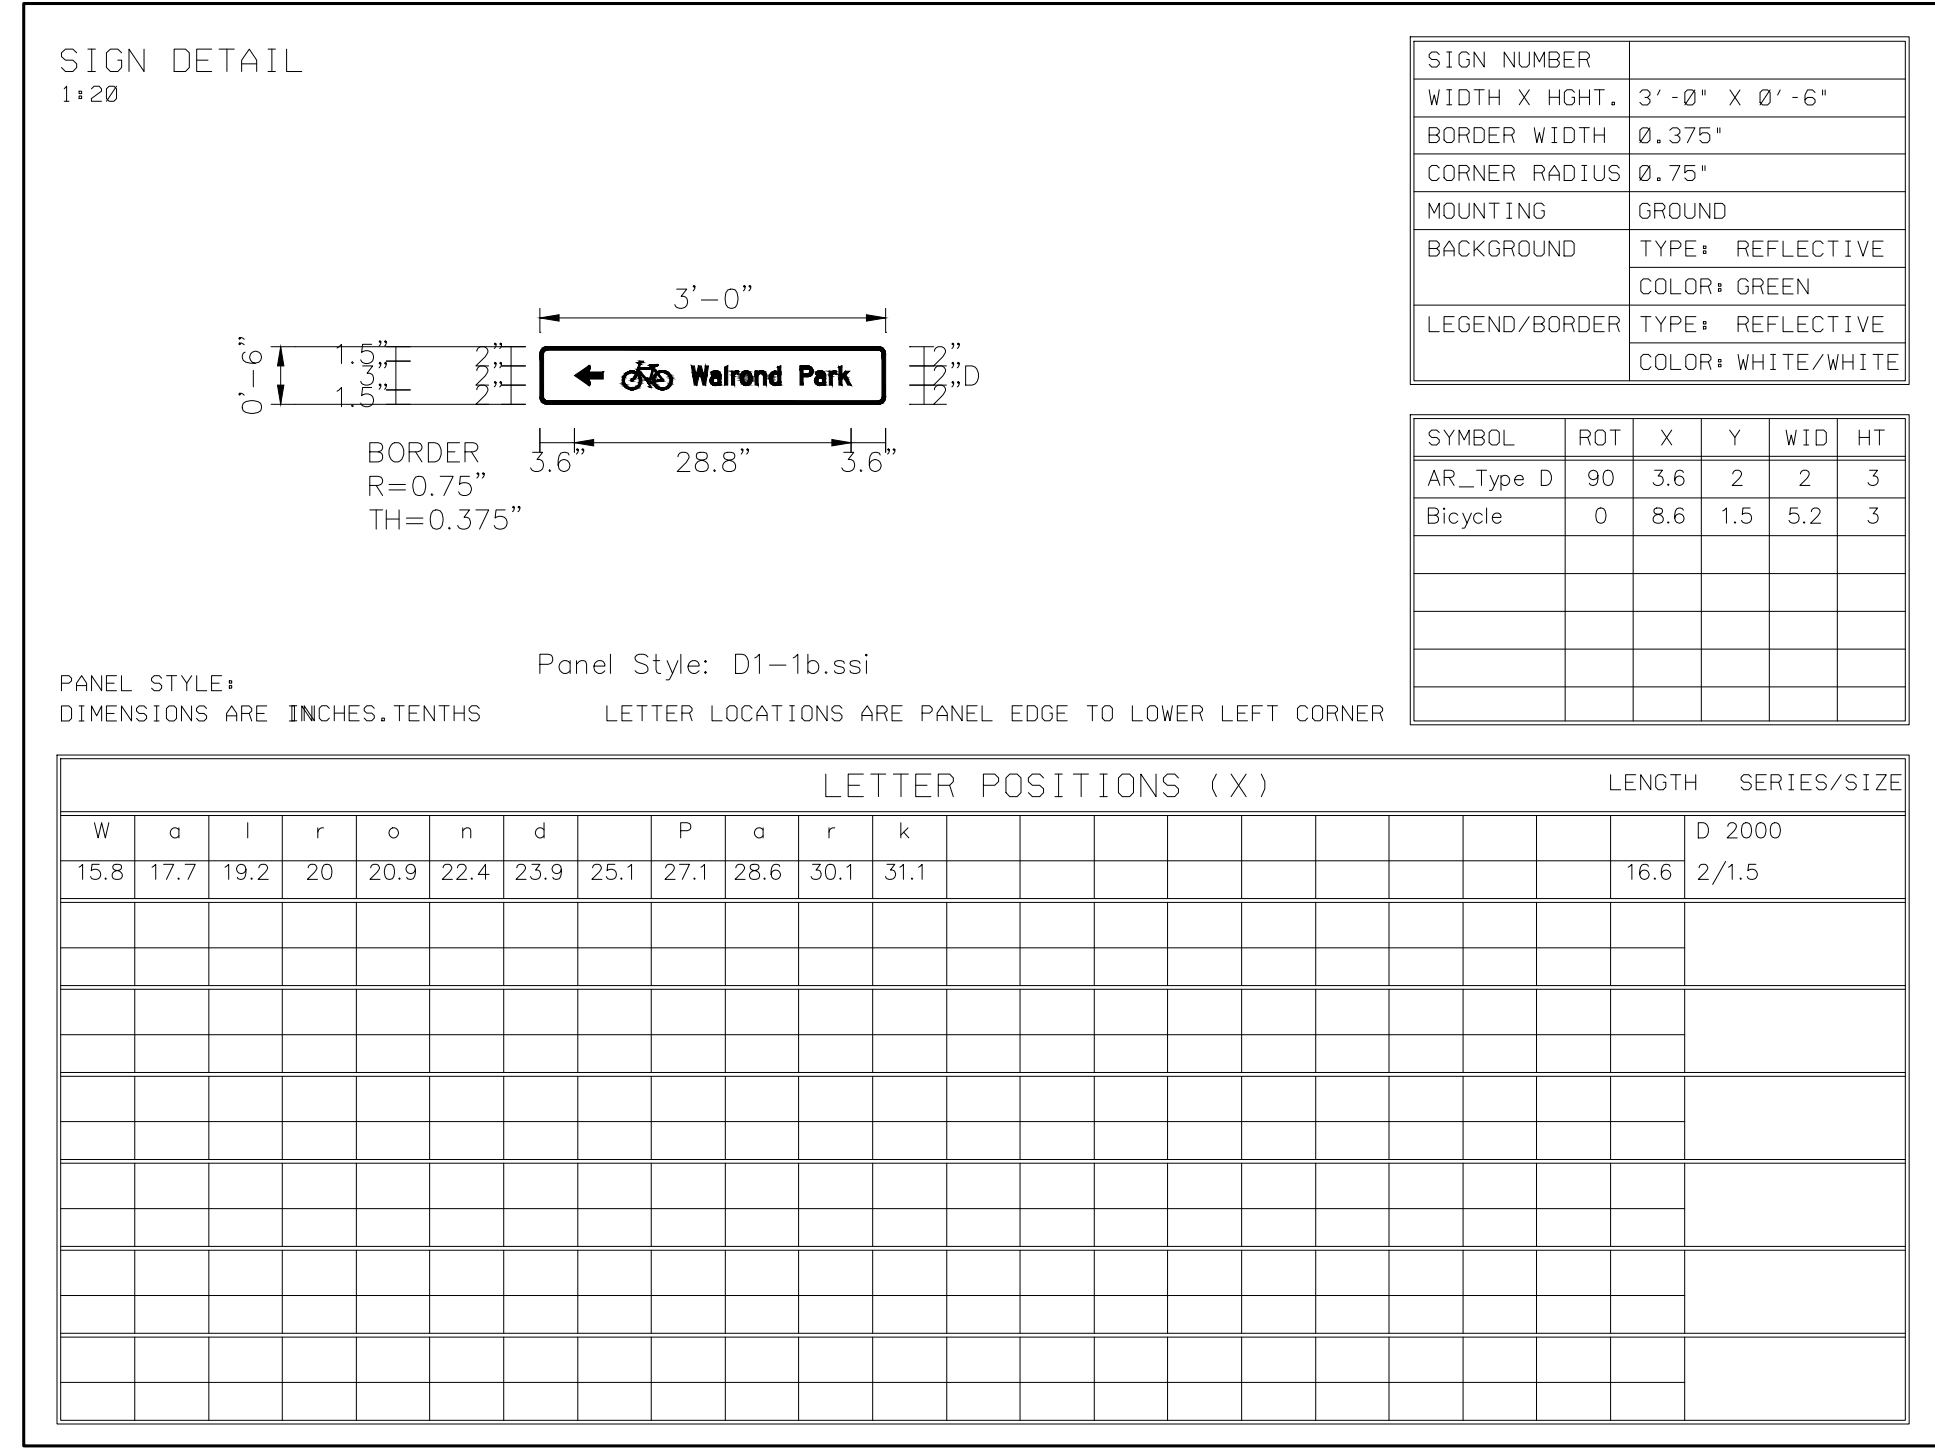 SIGN DETAIL
1:20
SIGN NUMBER
WIDTH X HGHT. 3'-0" X 0'-6"
BORDER WIDTH 0.375"
CORNER RADIUS 0.75"
MOUNTING GROUND
BACKGROUND TYPE: REFLECTIVE
COLOR: GREEN
LEGEND/BORDER TYPE: REFLECTIVE
COLOR: WHITE/WHITE
3'-0"
0'-6"
1.5" 2" 2"
3" 2" Walrond Park 2"D
1.5" 2" 2"
3.6" 28.8" 3.6"
BORDER
R=0.75"
TH=0.375"
SYMBOL ROT X Y WID HT
AR_Type D 90 3.6 2 2 3
Bicycle 0 8.6 1.5 5.2 3
Panel Style: D1-1b.ssi
PANEL STYLE:
DIMENSIONS ARE INCHES.TENTHS LETTER LOCATIONS ARE PANEL EDGE TO LOWER LEFT CORNER
LETTER POSITIONS (X) LENGTH SERIES/SIZE
W a l r o n d P a r k D 2000
15.8 17.7 19.2 20 20.9 22.4 23.9 25.1 27.1 28.6 30.1 31.1 16.6 2/1.5